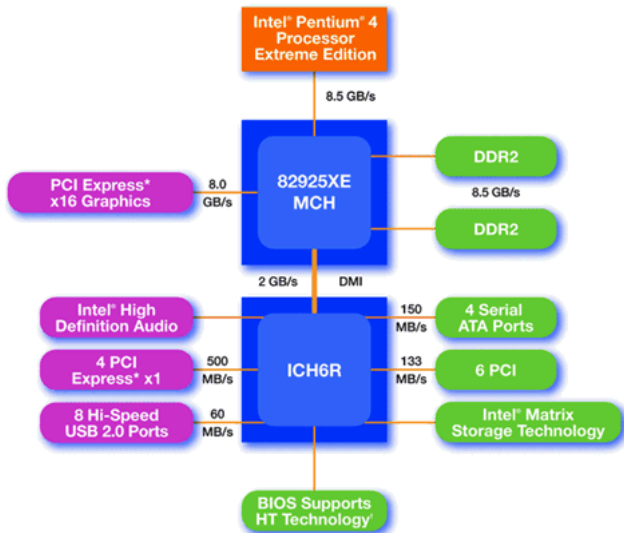 Intel® Pentium® 4
Processor
Extreme Edition
8.5 GB/s
82925XE
MCH
DDR2
8.5 GB/s
DDR2
PCI Express*
x16 Graphics
8.0
GB/s
2 GB/s
DMI
Intel® High
Definition Audio
ICH6R
150
MB/s
4 Serial
ATA Ports
4 PCI
Express* x1
500
MB/s
133
MB/s
6 PCI
8 Hi-Speed
USB 2.0 Ports
60
MB/s
Intel® Matrix
Storage Technology
BIOS Supports
HT Technology¹